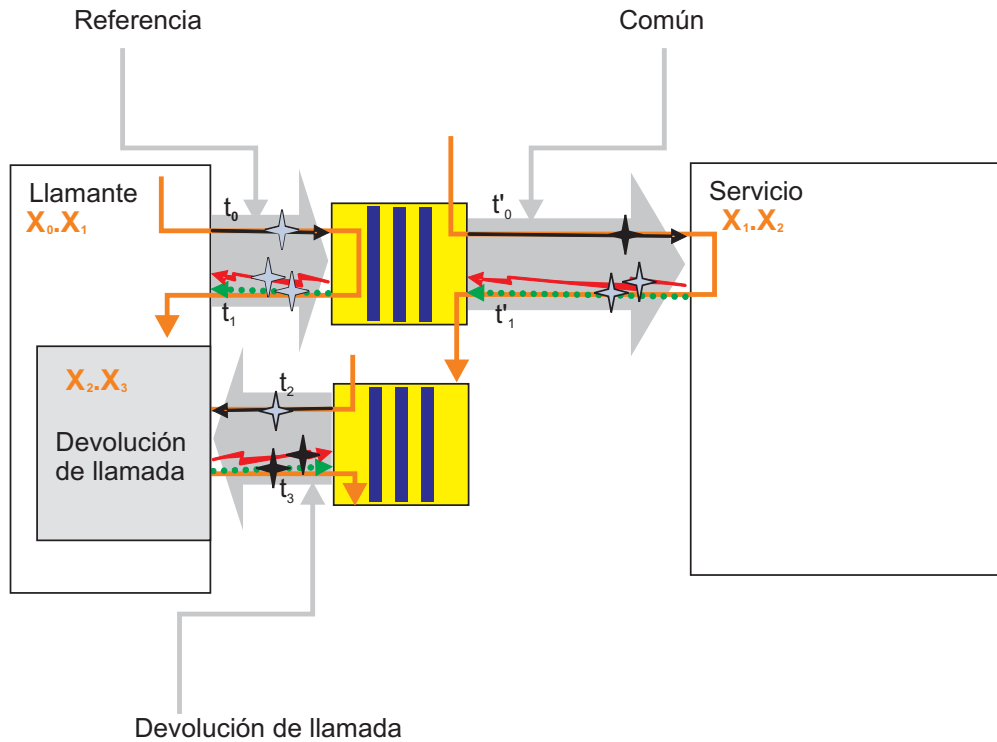 Referencia
Común
Llamante
X₀.X₁
t₀
t'₀
Servicio
X₁.X₂
t₁
t'₁
X₂.X₃
t₂
Devolución
de llamada
t₃
Devolución de llamada